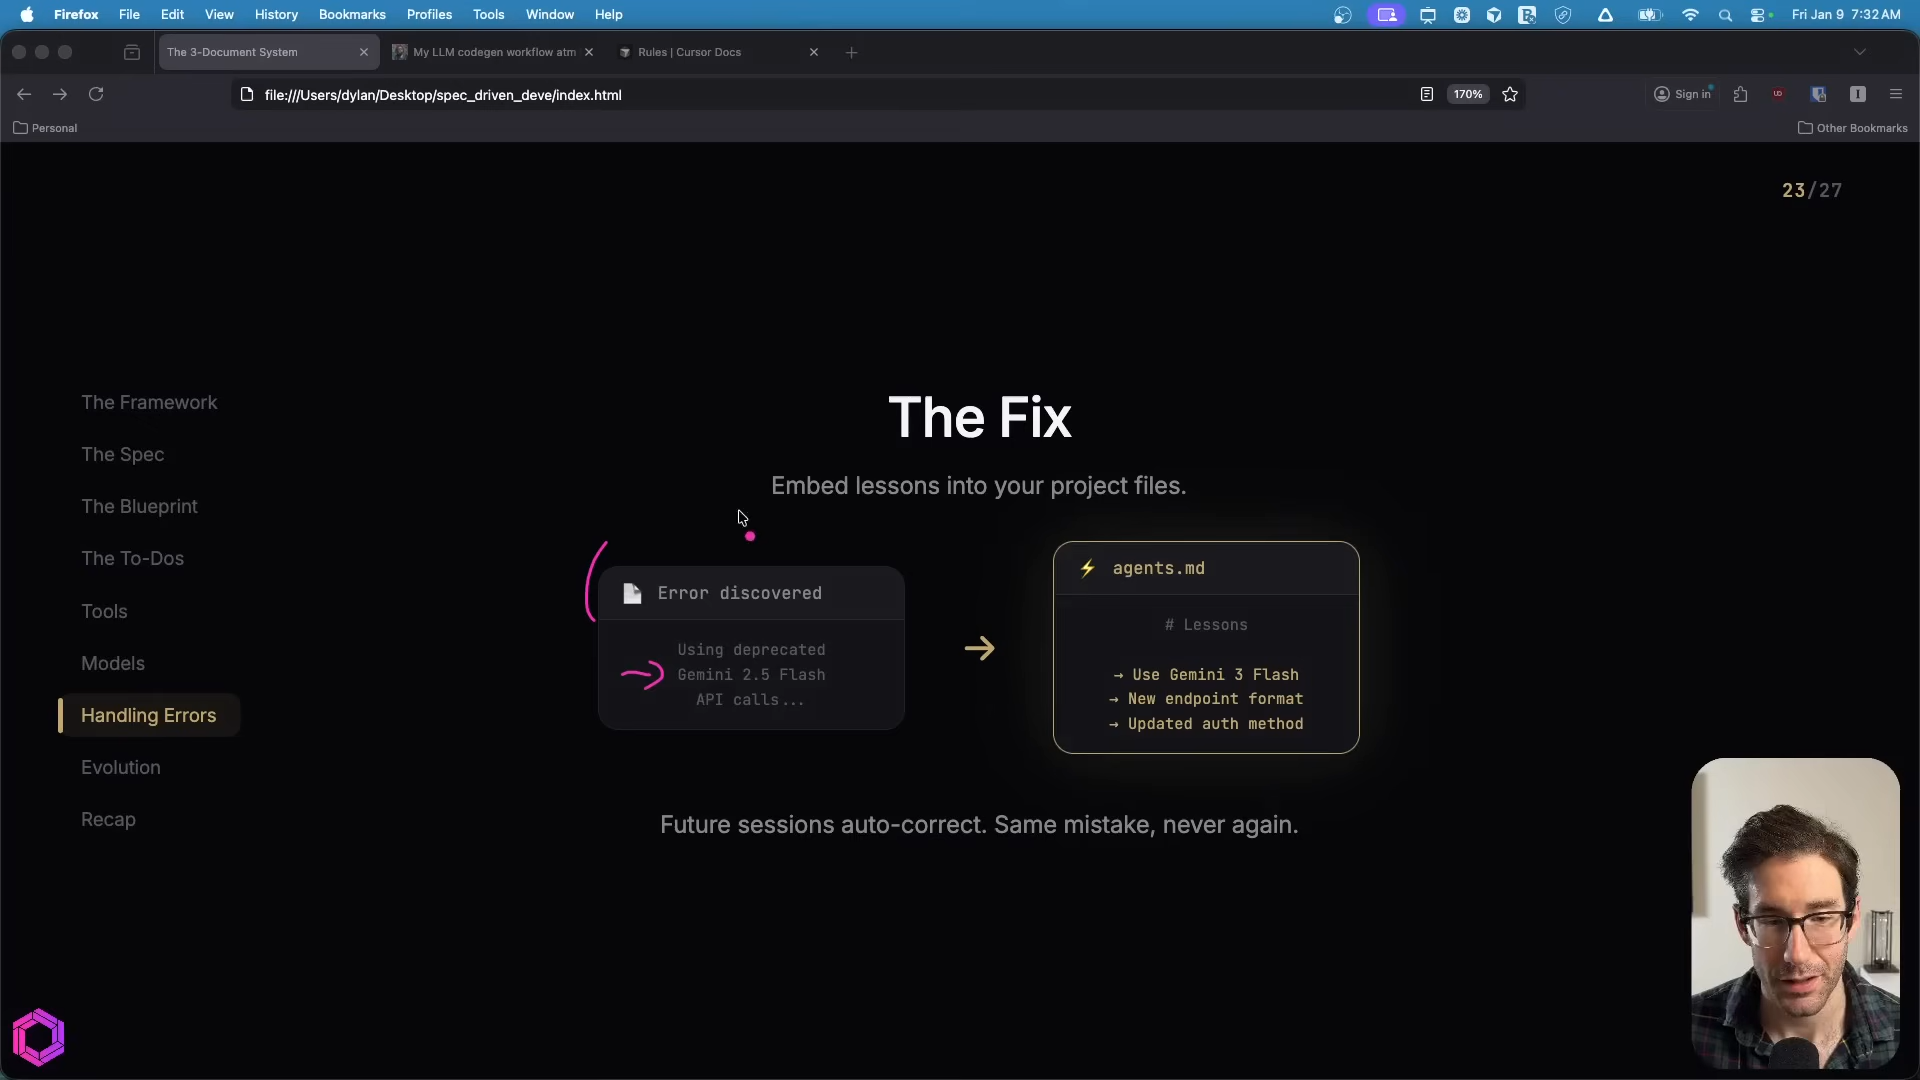 Firefox File Edit View History Bookmarks Profiles Tools Window Help
Fri Jan 9 7:32 AM
The 3-Document System
My LLM codegen workflow atm
Rules | Cursor Docs
file:///Users/dylan/Desktop/spec_driven_deve/index.html
170%
Sign in
Personal
Other Bookmarks
23/27
The Framework
The Spec
The Blueprint
The To-Dos
Tools
Models
Handling Errors
Evolution
Recap
The Fix
Embed lessons into your project files.
Error discovered
Using deprecated
Gemini 2.5 Flash
API calls...
→
agents.md
# Lessons
→ Use Gemini 3 Flash
→ New endpoint format
→ Updated auth method
Future sessions auto-correct. Same mistake, never again.